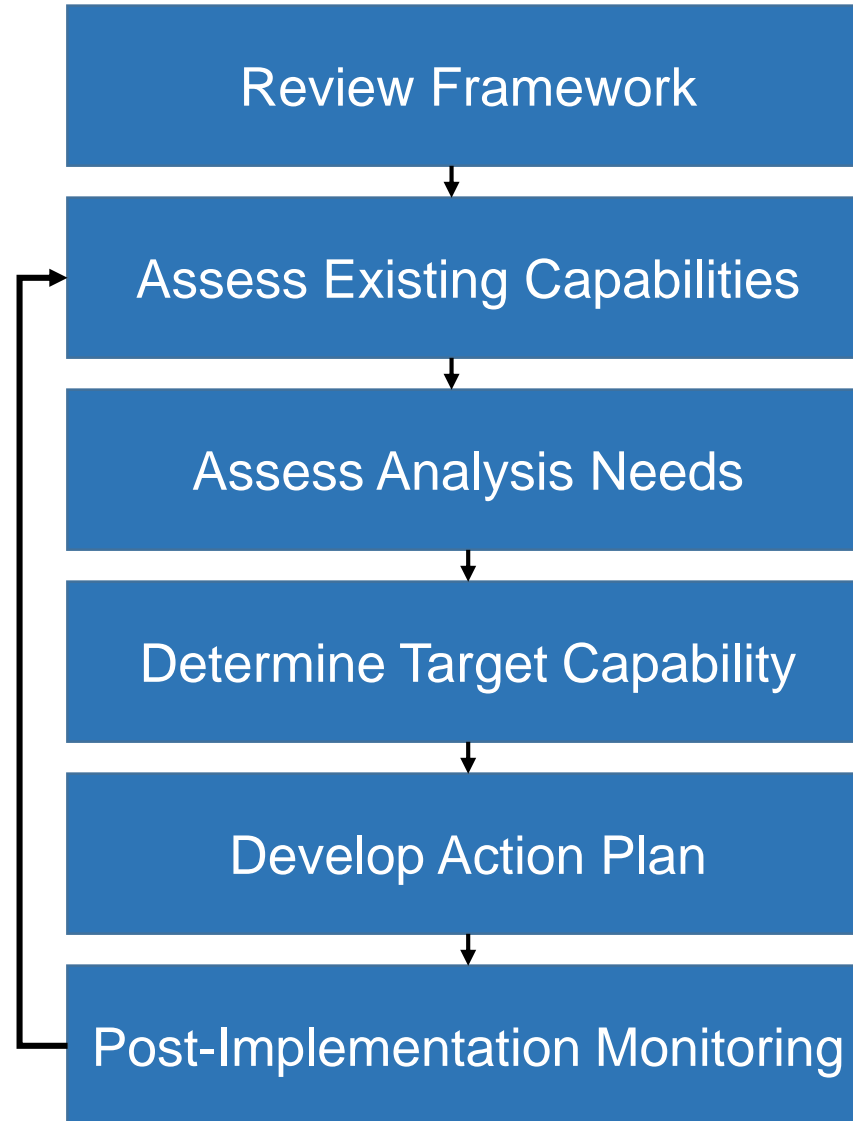 Review Framework
Assess Existing Capabilities
Assess Analysis Needs
Determine Target Capability
Develop Action Plan
Post-Implementation Monitoring